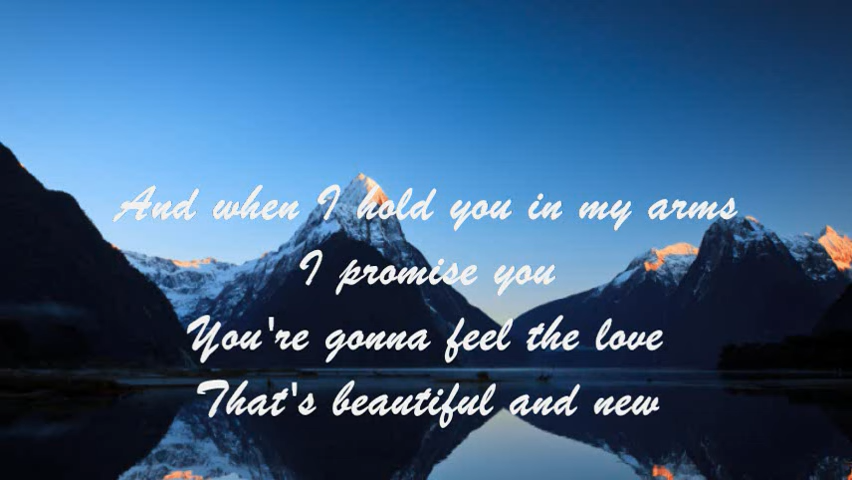 And when I hold you in my arms
I promise you
You're gonna feel the love
That's beautiful and new